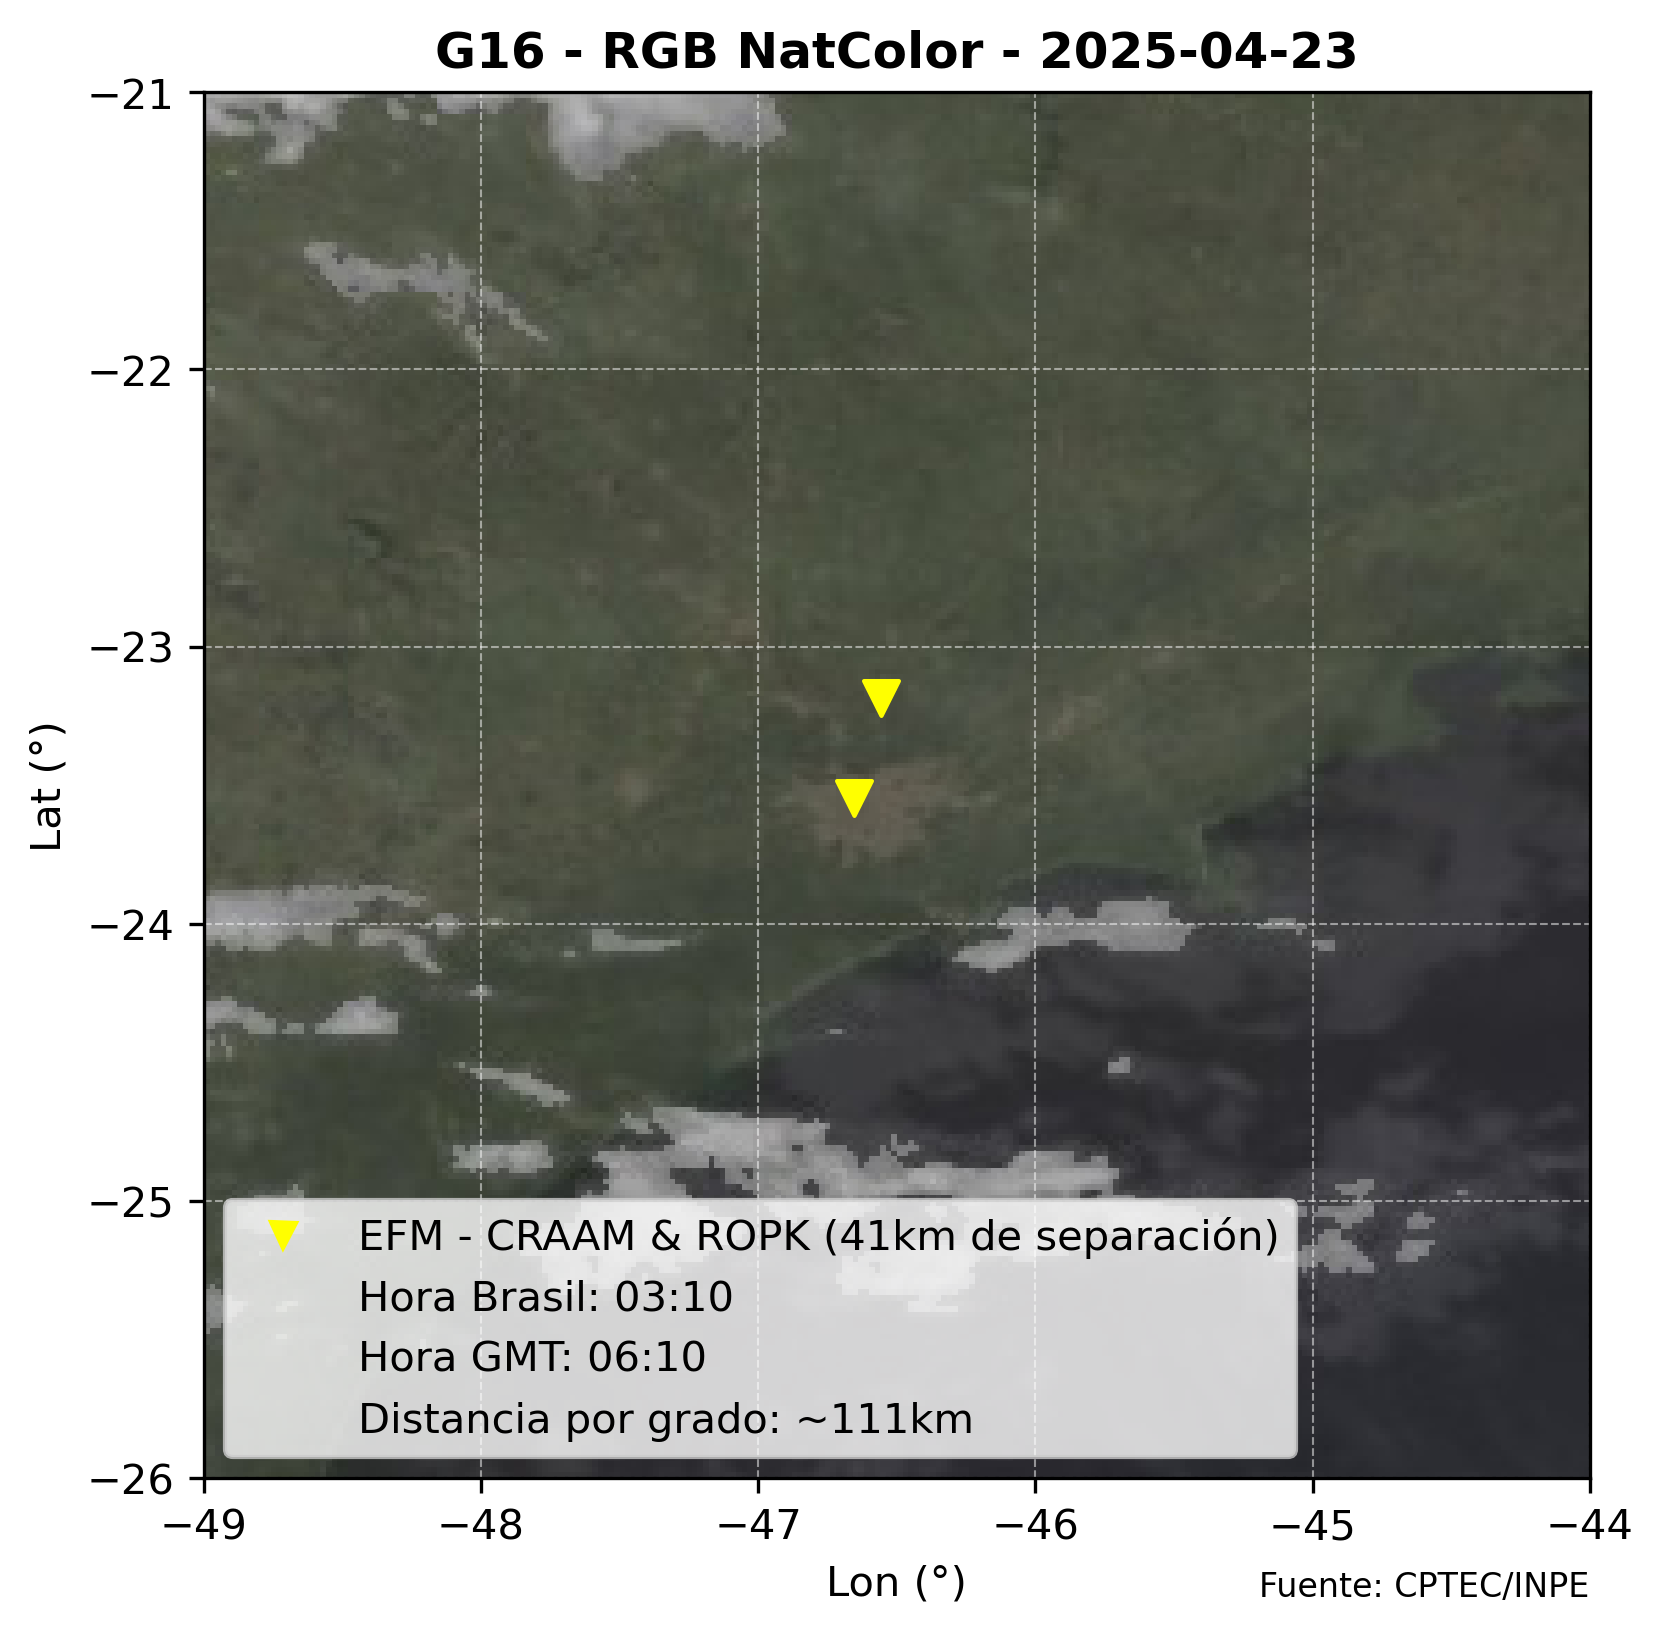 G16 - RGB NatColor - 2025-04-23
−21
−22
−23
−24
−25
−26
Lat (°)
EFM - CRAAM & ROPK (41km de separación)
Hora Brasil: 03:10
Hora GMT: 06:10
Distancia por grado: ~111km
−49 −48 −47 −46 −45 −44
Lon (°)
Fuente: CPTEC/INPE